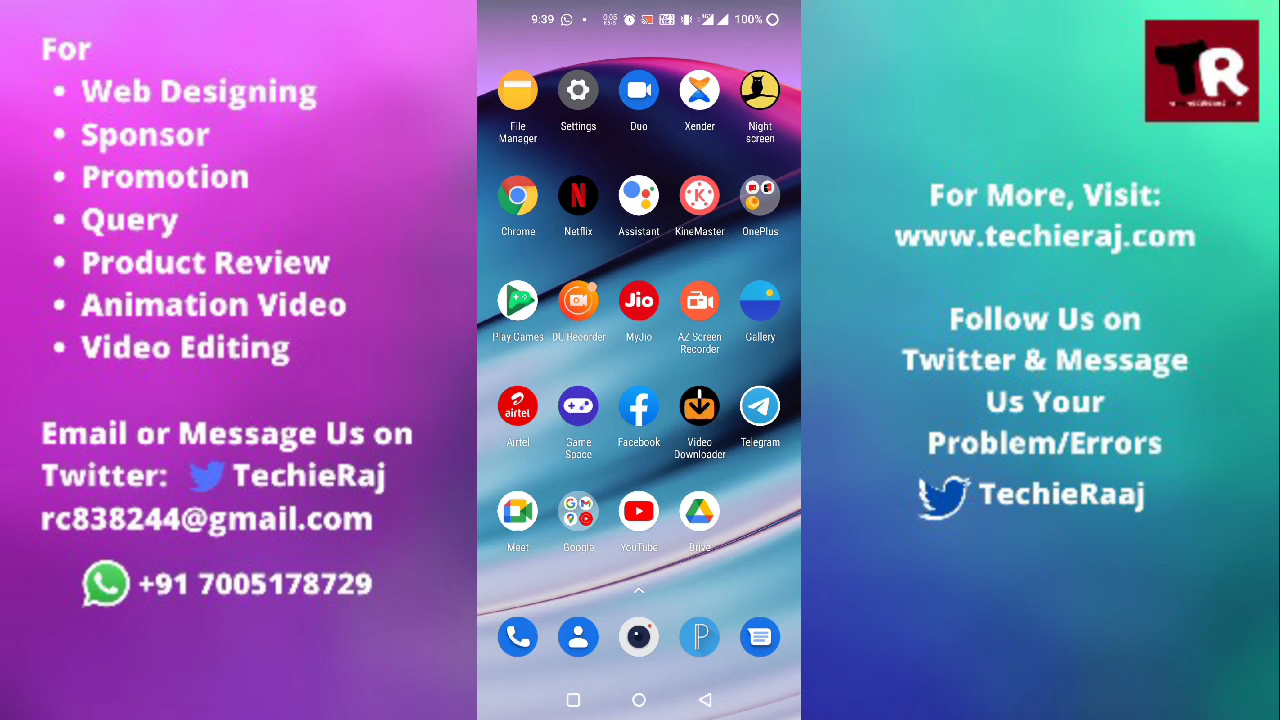 For
• Web Designing
• Sponsor
• Promotion
• Query
• Product Review
• Animation Video
• Video Editing
Email or Message Us on
Twitter: TechieRaj
rc838244@gmail.com
+91 7005178729
9:39
100%
File
Manager
Settings
Duo
Xender
Night
screen
Chrome
Netflix
Assistant
KineMaster
OnePlus
Play Games
DU Recorder
Jio
MyJio
AZ Screen
Recorder
Gallery
airtel
Airtel
Game
Space
Facebook
Video
Downloader
Telegram
Meet
Google
YouTube
Drive
TR
For More, Visit:
www.techieraj.com
Follow Us on
Twitter & Message
Us Your
Problem/Errors
TechieRaaj